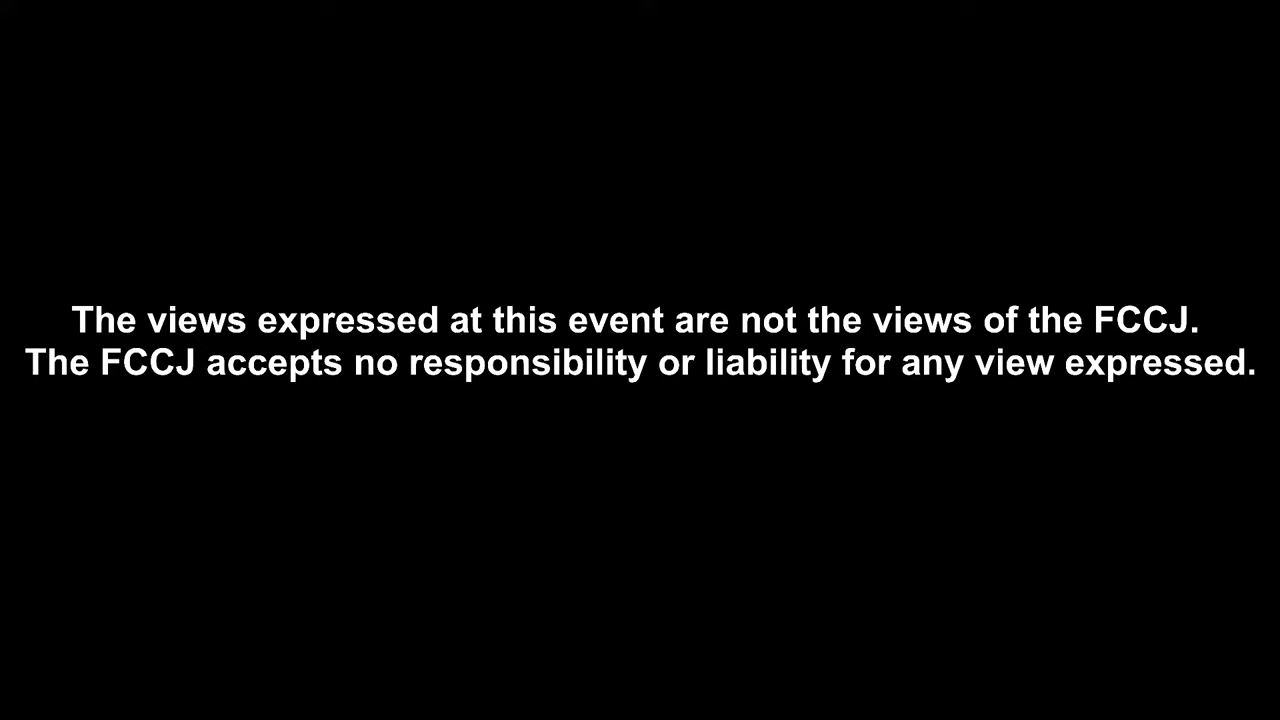 The views expressed at this event are not the views of the FCCJ.
The FCCJ accepts no responsibility or liability for any view expressed.